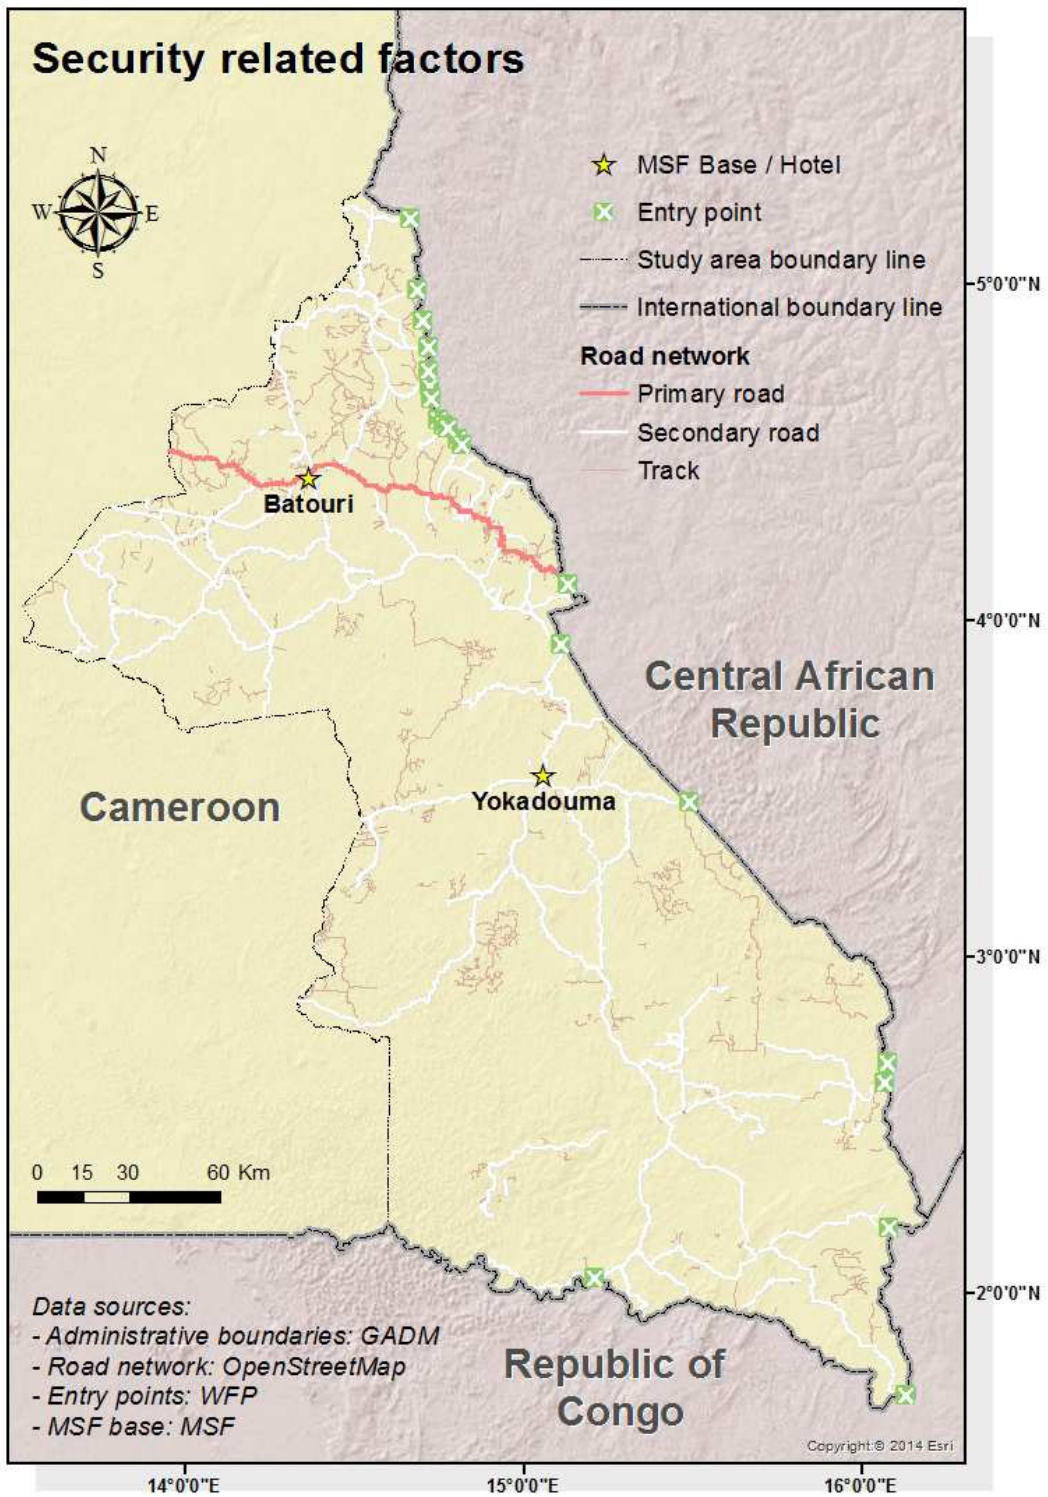 Security related factors
N
W E
S
MSF Base / Hotel
Entry point
Study area boundary line
International boundary line
Road network
Primary road
Secondary road
Track
5°0'0"N
Batouri
4°0'0"N
Central African
Republic
Cameroon
Yokadouma
3°0'0"N
0 15 30 60 Km
2°0'0"N
Data sources:
- Administrative boundaries: GADM
- Road network: OpenStreetMap
- Entry points: WFP
- MSF base: MSF
Republic of
Congo
Copyright:© 2014 Esri
14°0'0"E 15°0'0"E 16°0'0"E